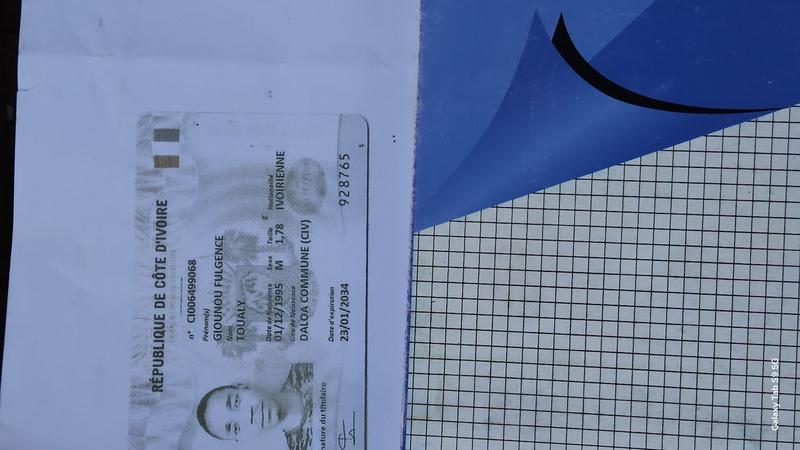 RÉPUBLIQUE DE CÔTE D'IVOIRE
n° CI006499068
Prénom(s)
GIOUNOU FULGENCE
Nom
TOUALY
Date de Naissance Sexe Taille Nationalité
01/12/1995 M 1,78 IVOIRIENNE
Lieu de Naissance
DALOA COMMUNE (CIV)
Date d'expiration
23/01/2034
928765
nature du titulaire
Galaxy Tab S9 5G